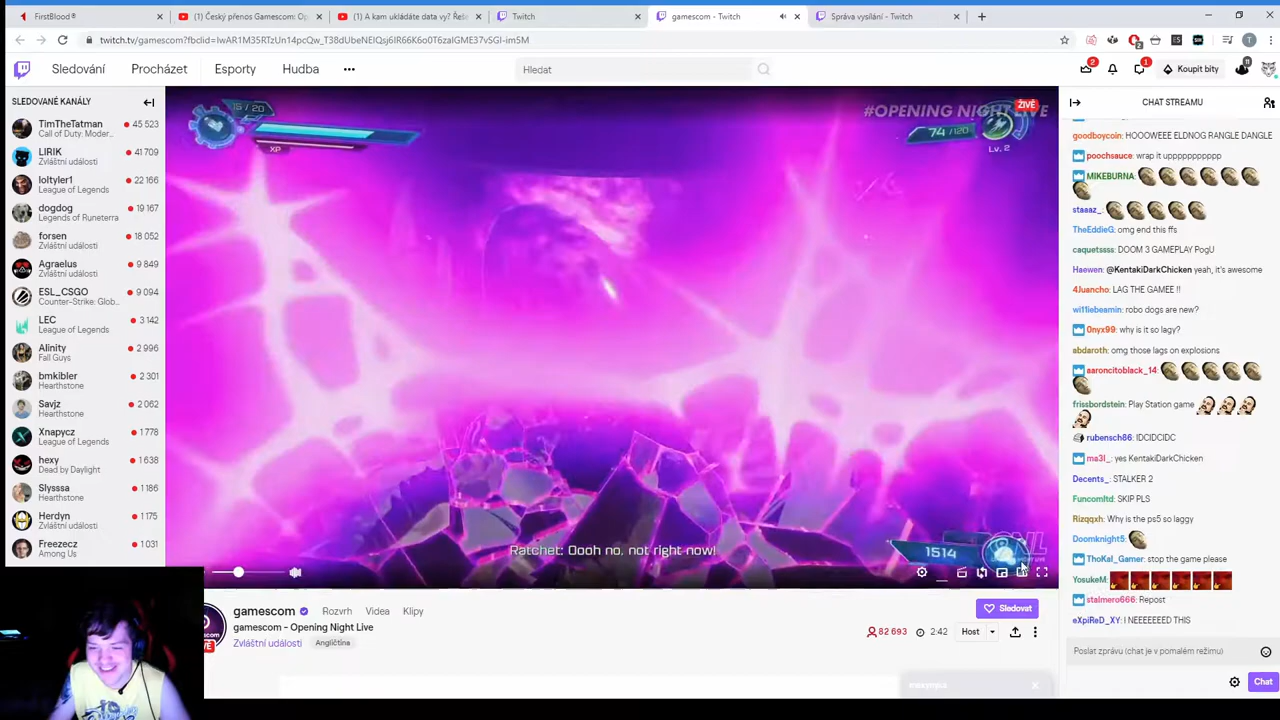 FirstBlood ®
(1) Český přenos Gamescom: Op
(1) A kam ukládáte data vy? Řeš
Twitch
gamescom - Twitch
Správa vysílání - Twitch
Sledování
Procházet
Esporty
Hudba
Hledat
2
1
Koupit bity
SLEDOVANÉ KANÁLY
TimTheTatman 45 523
Call of Duty: Moder...
LIRIK 41 709
Zvláštní události
loltyler1 22 166
League of Legends
dogdog 19 167
Legends of Runeterra
forsen 18 052
Zvláštní události
Agraelus 9 849
Zvláštní události
ESL_CSGO 9 094
Counter-Strike: Glob...
LEC 3 142
League of Legends
Alinity 2 996
Fall Guys
bmkibler 2 301
Hearthstone
Savjz 2 062
Hearthstone
Xnapycz 1 778
League of Legends
hexy 1 638
Dead by Daylight
Slysssa 1 186
Hearthstone
Herdyn 1 175
Zvláštní události
Freezecz 1 031
Among Us
15 / 20
XP
ŽIVĚ
#OPENING NIGHT LIVE
74 / 120
Lv. 2
Ratchet: Oooh no, not right now!
1514
gamescom
Rozvrh
Videa
Klipy
gamescom - Opening Night Live
Zvláštní události
Angličtina
Sledovat
82 693
2:42
Host
CHAT STREAMU
goodboycoin: HOOOWEEE ELDNOG RANGLE DANGLE
poochsauce: wrap it upppppppppp
MIKEBURNA:
staaaz_:
TheEddieG: omg end this ffs
caquetssss: DOOM 3 GAMEPLAY PogU
Haewen: @KentakiDarkChicken yeah, it's awesome
4Juancho: LAG THE GAMEE !!
wi11iebeamin: robo dogs are new?
0nyx99: why is it so lagy?
abdaroth: omg those lags on explosions
aaroncitoblack_14:
frissbordstein: Play Station game
rubensch86: IDCIDCIDC
ma3l_: yes KentakiDarkChicken
Decents_: STALKER 2
Funcomltd: SKIP PLS
Rizqqxh: Why is the ps5 so laggy
Doomknight5:
ThoKal_Gamer: stop the game please
YosukeM:
stalmero666: Repost
eXpiReD_XY: I NEEEEEED THIS
Poslat zprávu (chat je v pomalém režimu)
Chat